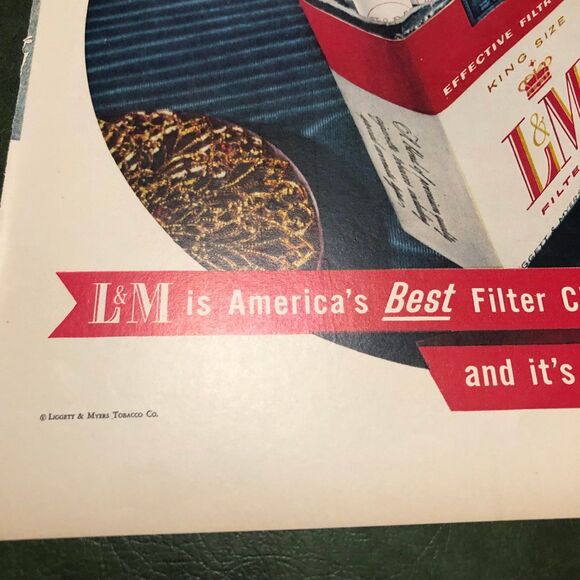 EFFECTIVE FILTR
KING SIZE
L&M
FILTE
L&M is America's Best Filter C
and it's
© LIGGETT & MYERS TOBACCO CO.